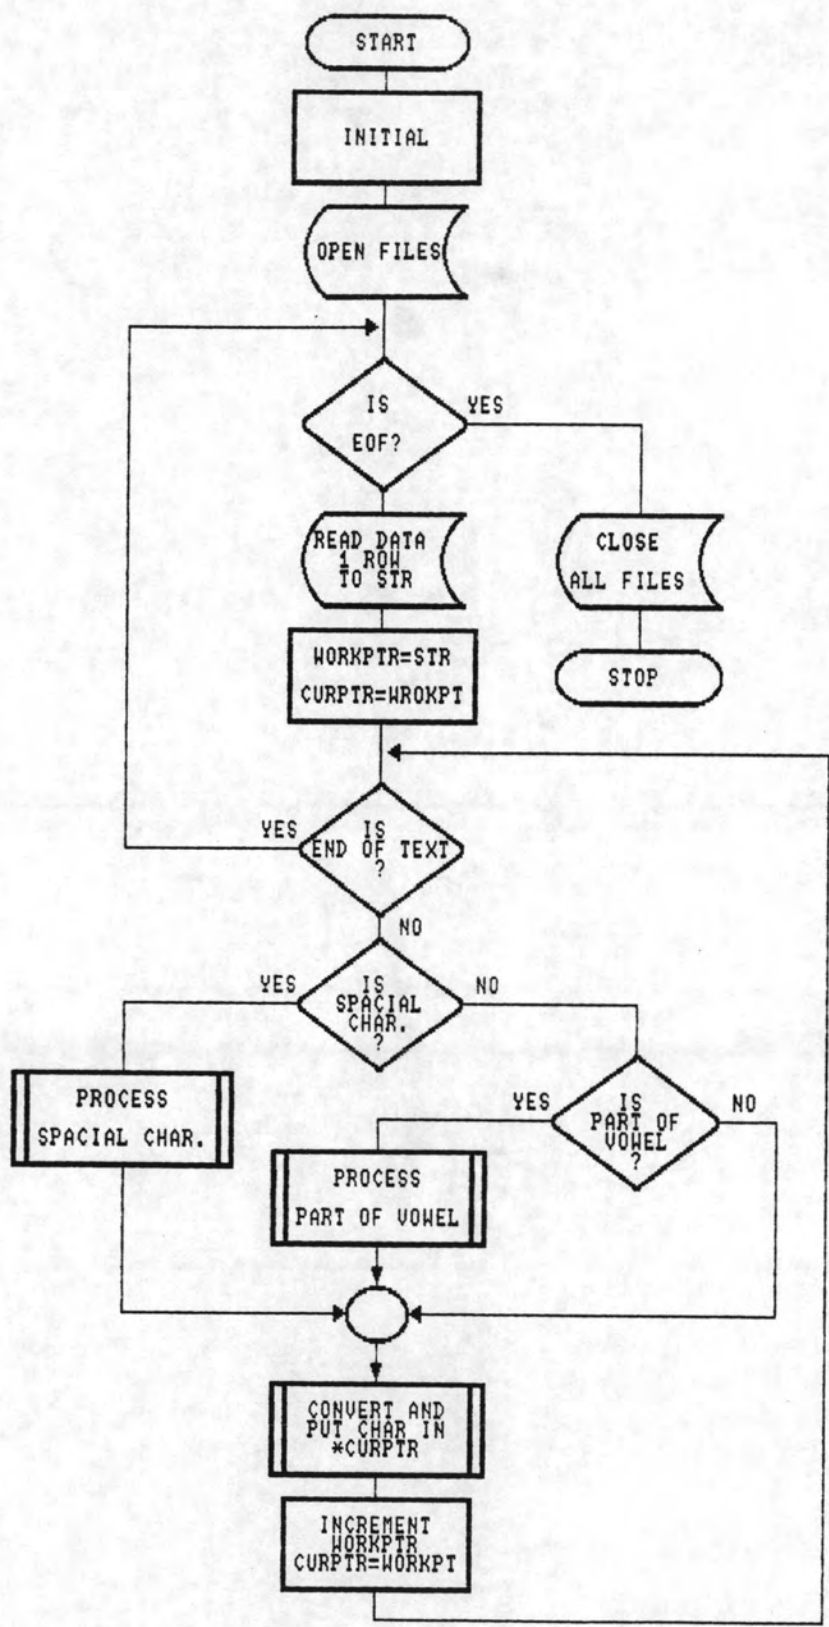 START
INITIAL
OPEN FILES
IS
EOF?
YES
READ DATA
1 ROW
TO STR
CLOSE
ALL FILES
WORKPTR=STR
CURPTR=WROKPT
STOP
YES
IS
END OF TEXT
?
NO
YES
IS
SPACIAL
CHAR.
?
NO
PROCESS
SPACIAL CHAR.
YES
IS
PART OF
VOWEL
?
NO
PROCESS
PART OF VOWEL
CONVERT AND
PUT CHAR IN
*CURPTR
INCREMENT
WORKPTR
CURPTR=WORKPT